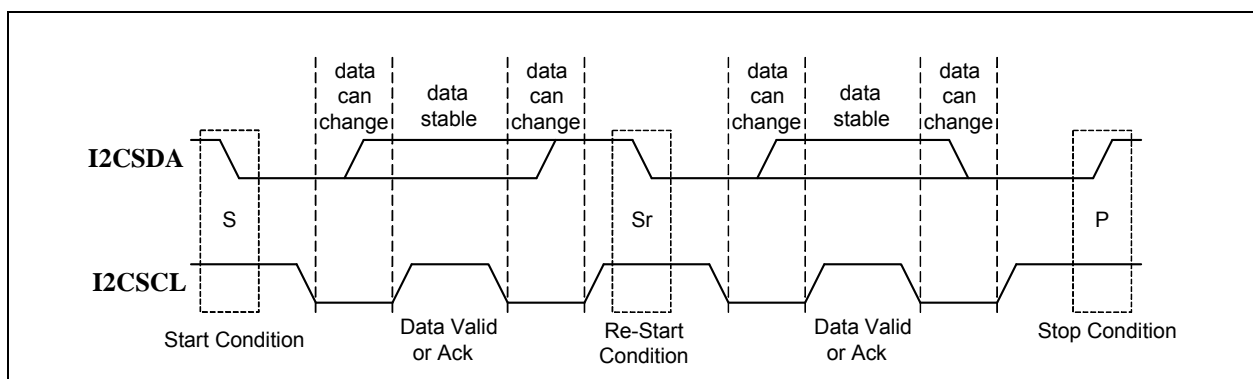 data
can
change
data
stable
data
can
change
data
can
change
data
stable
data
can
change
I2CSDA
S
Sr
P
I2CSCL
Start Condition
Data Valid
or Ack
Re-Start
Condition
Data Valid
or Ack
Stop Condition